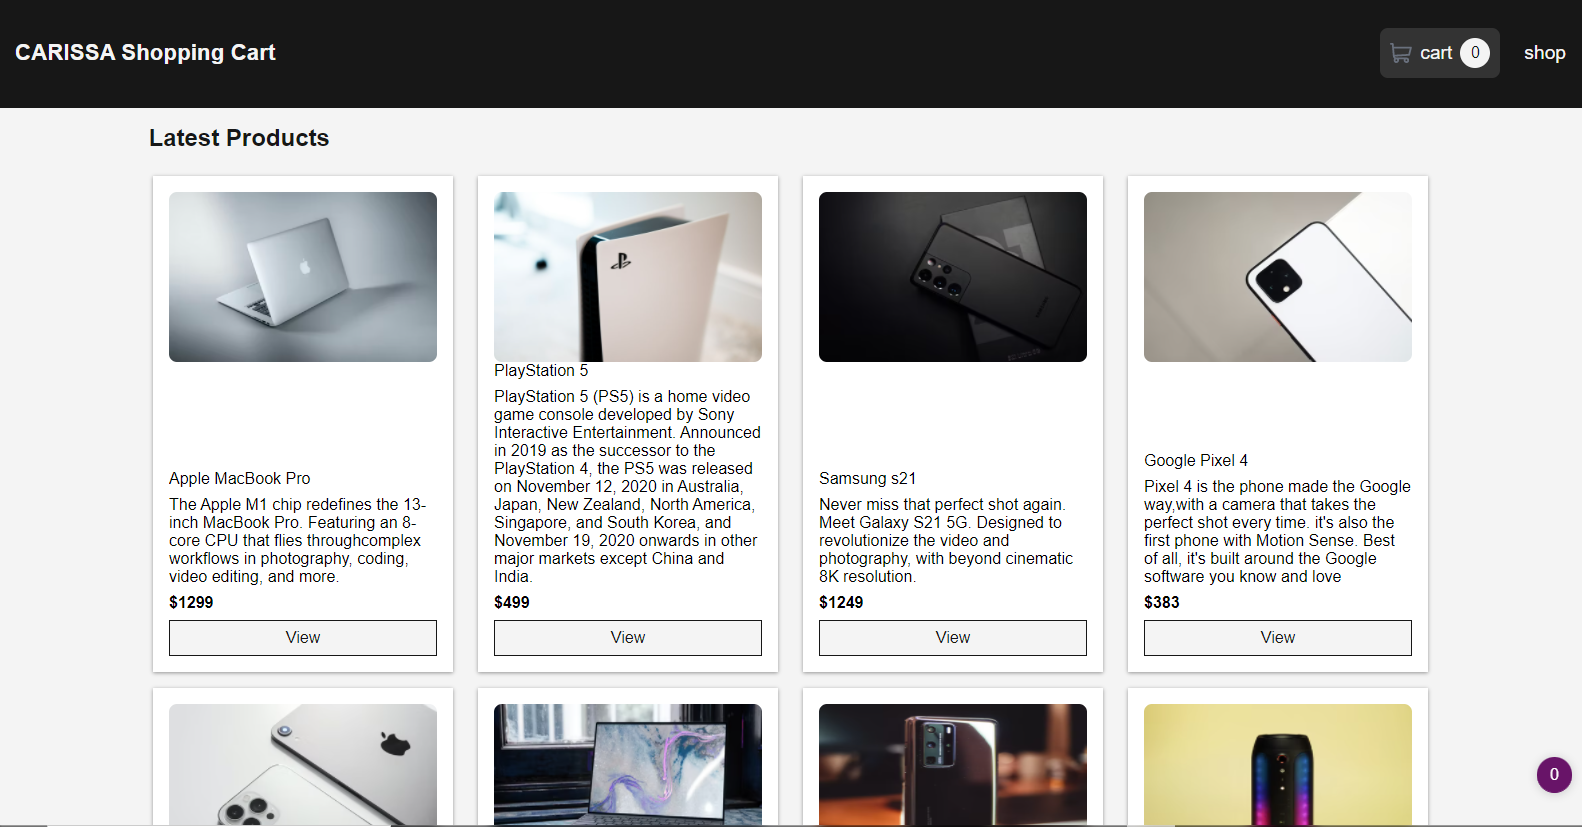 CARISSA Shopping Cart
cart 0
shop
Latest Products
Apple MacBook Pro
The Apple M1 chip redefines the 13-
inch MacBook Pro. Featuring an 8-
core CPU that flies throughcomplex
workflows in photography, coding,
video editing, and more.
$1299
View
PlayStation 5
PlayStation 5 (PS5) is a home video
game console developed by Sony
Interactive Entertainment. Announced
in 2019 as the successor to the
PlayStation 4, the PS5 was released
on November 12, 2020 in Australia,
Japan, New Zealand, North America,
Singapore, and South Korea, and
November 19, 2020 onwards in other
major markets except China and
India.
$499
View
Samsung s21
Never miss that perfect shot again.
Meet Galaxy S21 5G. Designed to
revolutionize the video and
photography, with beyond cinematic
8K resolution.
$1249
View
Google Pixel 4
Pixel 4 is the phone made the Google
way,with a camera that takes the
perfect shot every time. it's also the
first phone with Motion Sense. Best
of all, it's built around the Google
software you know and love
$383
View
0